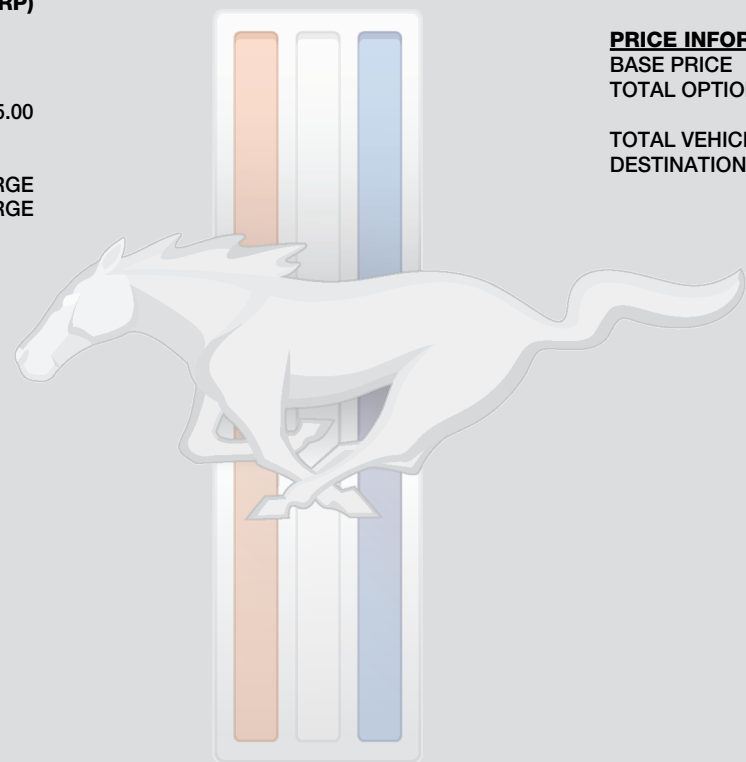 RP)
5.00
RGE
RGE
PRICE INFOR
BASE PRICE
TOTAL OPTIO
TOTAL VEHIC
DESTINATION